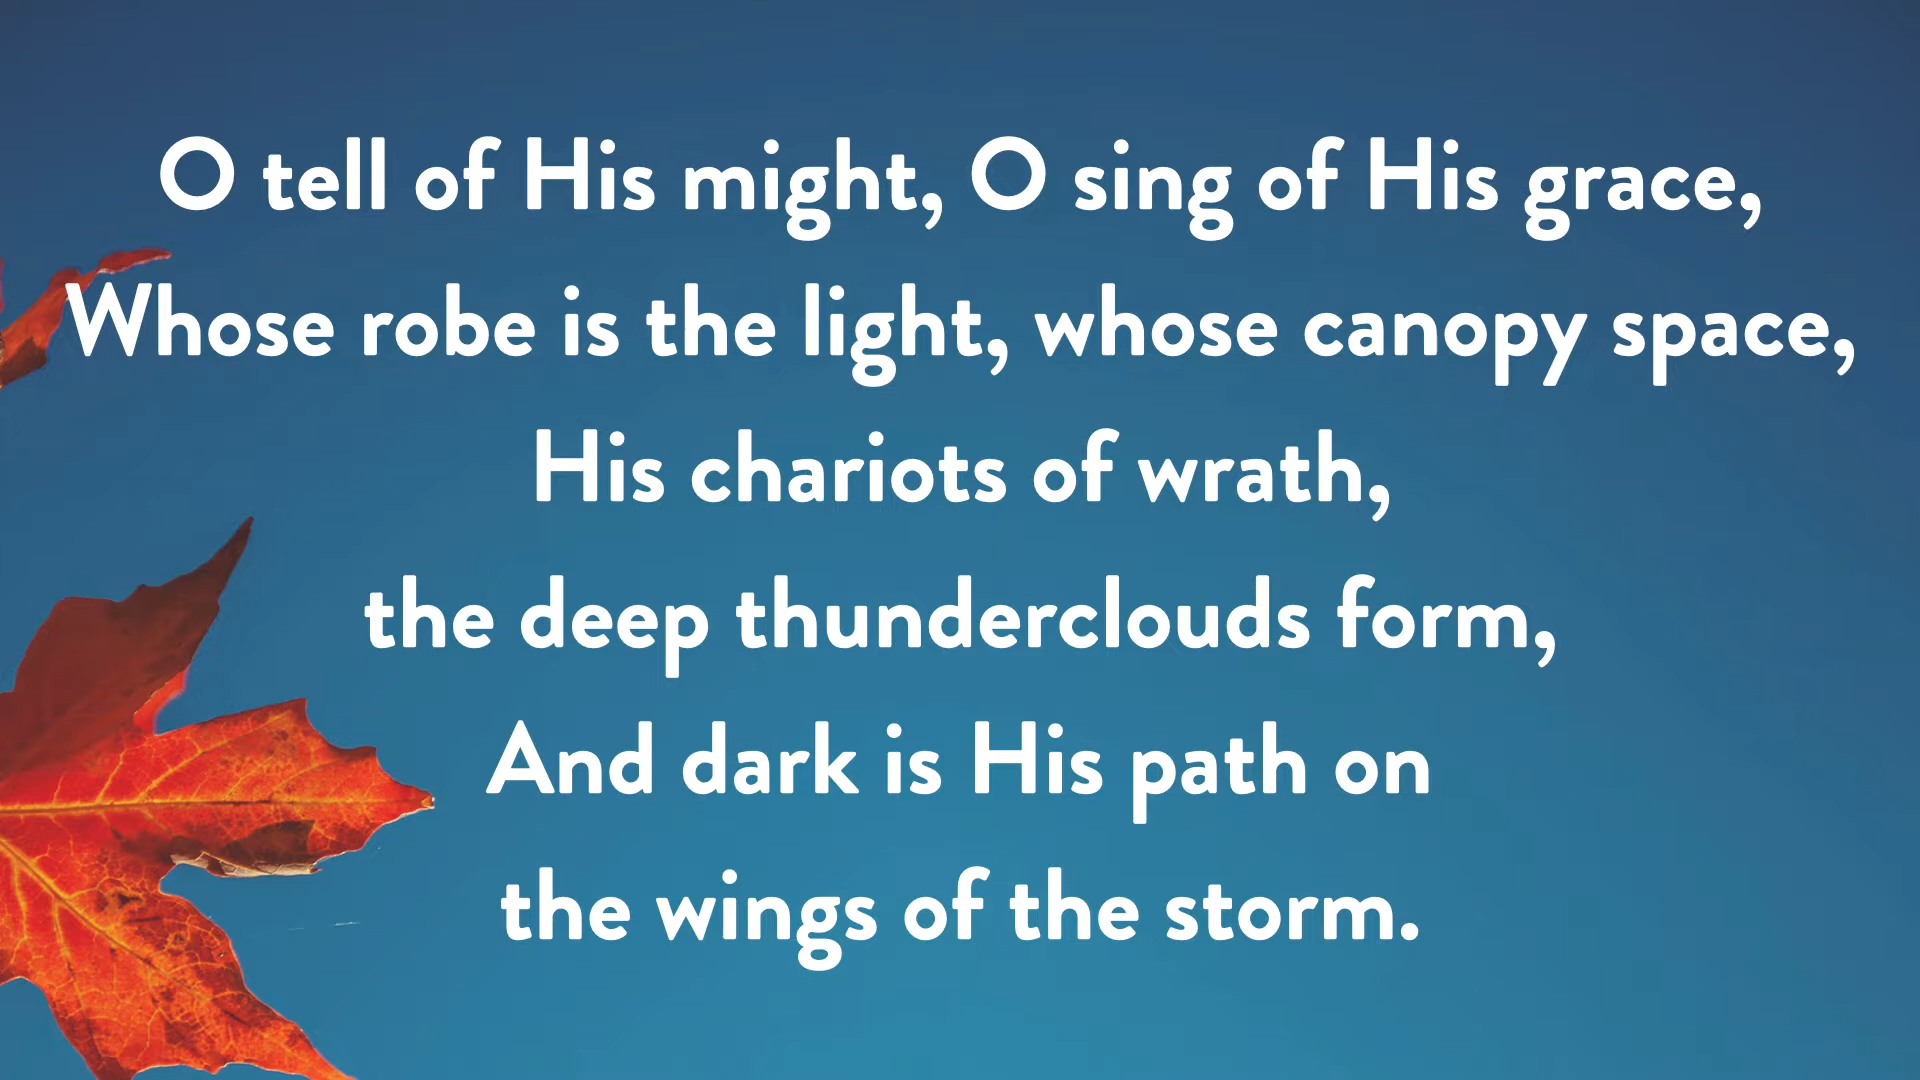 O tell of His might, O sing of His grace,
Whose robe is the light, whose canopy space,
His chariots of wrath,
the deep thunderclouds form,
And dark is His path on
the wings of the storm.